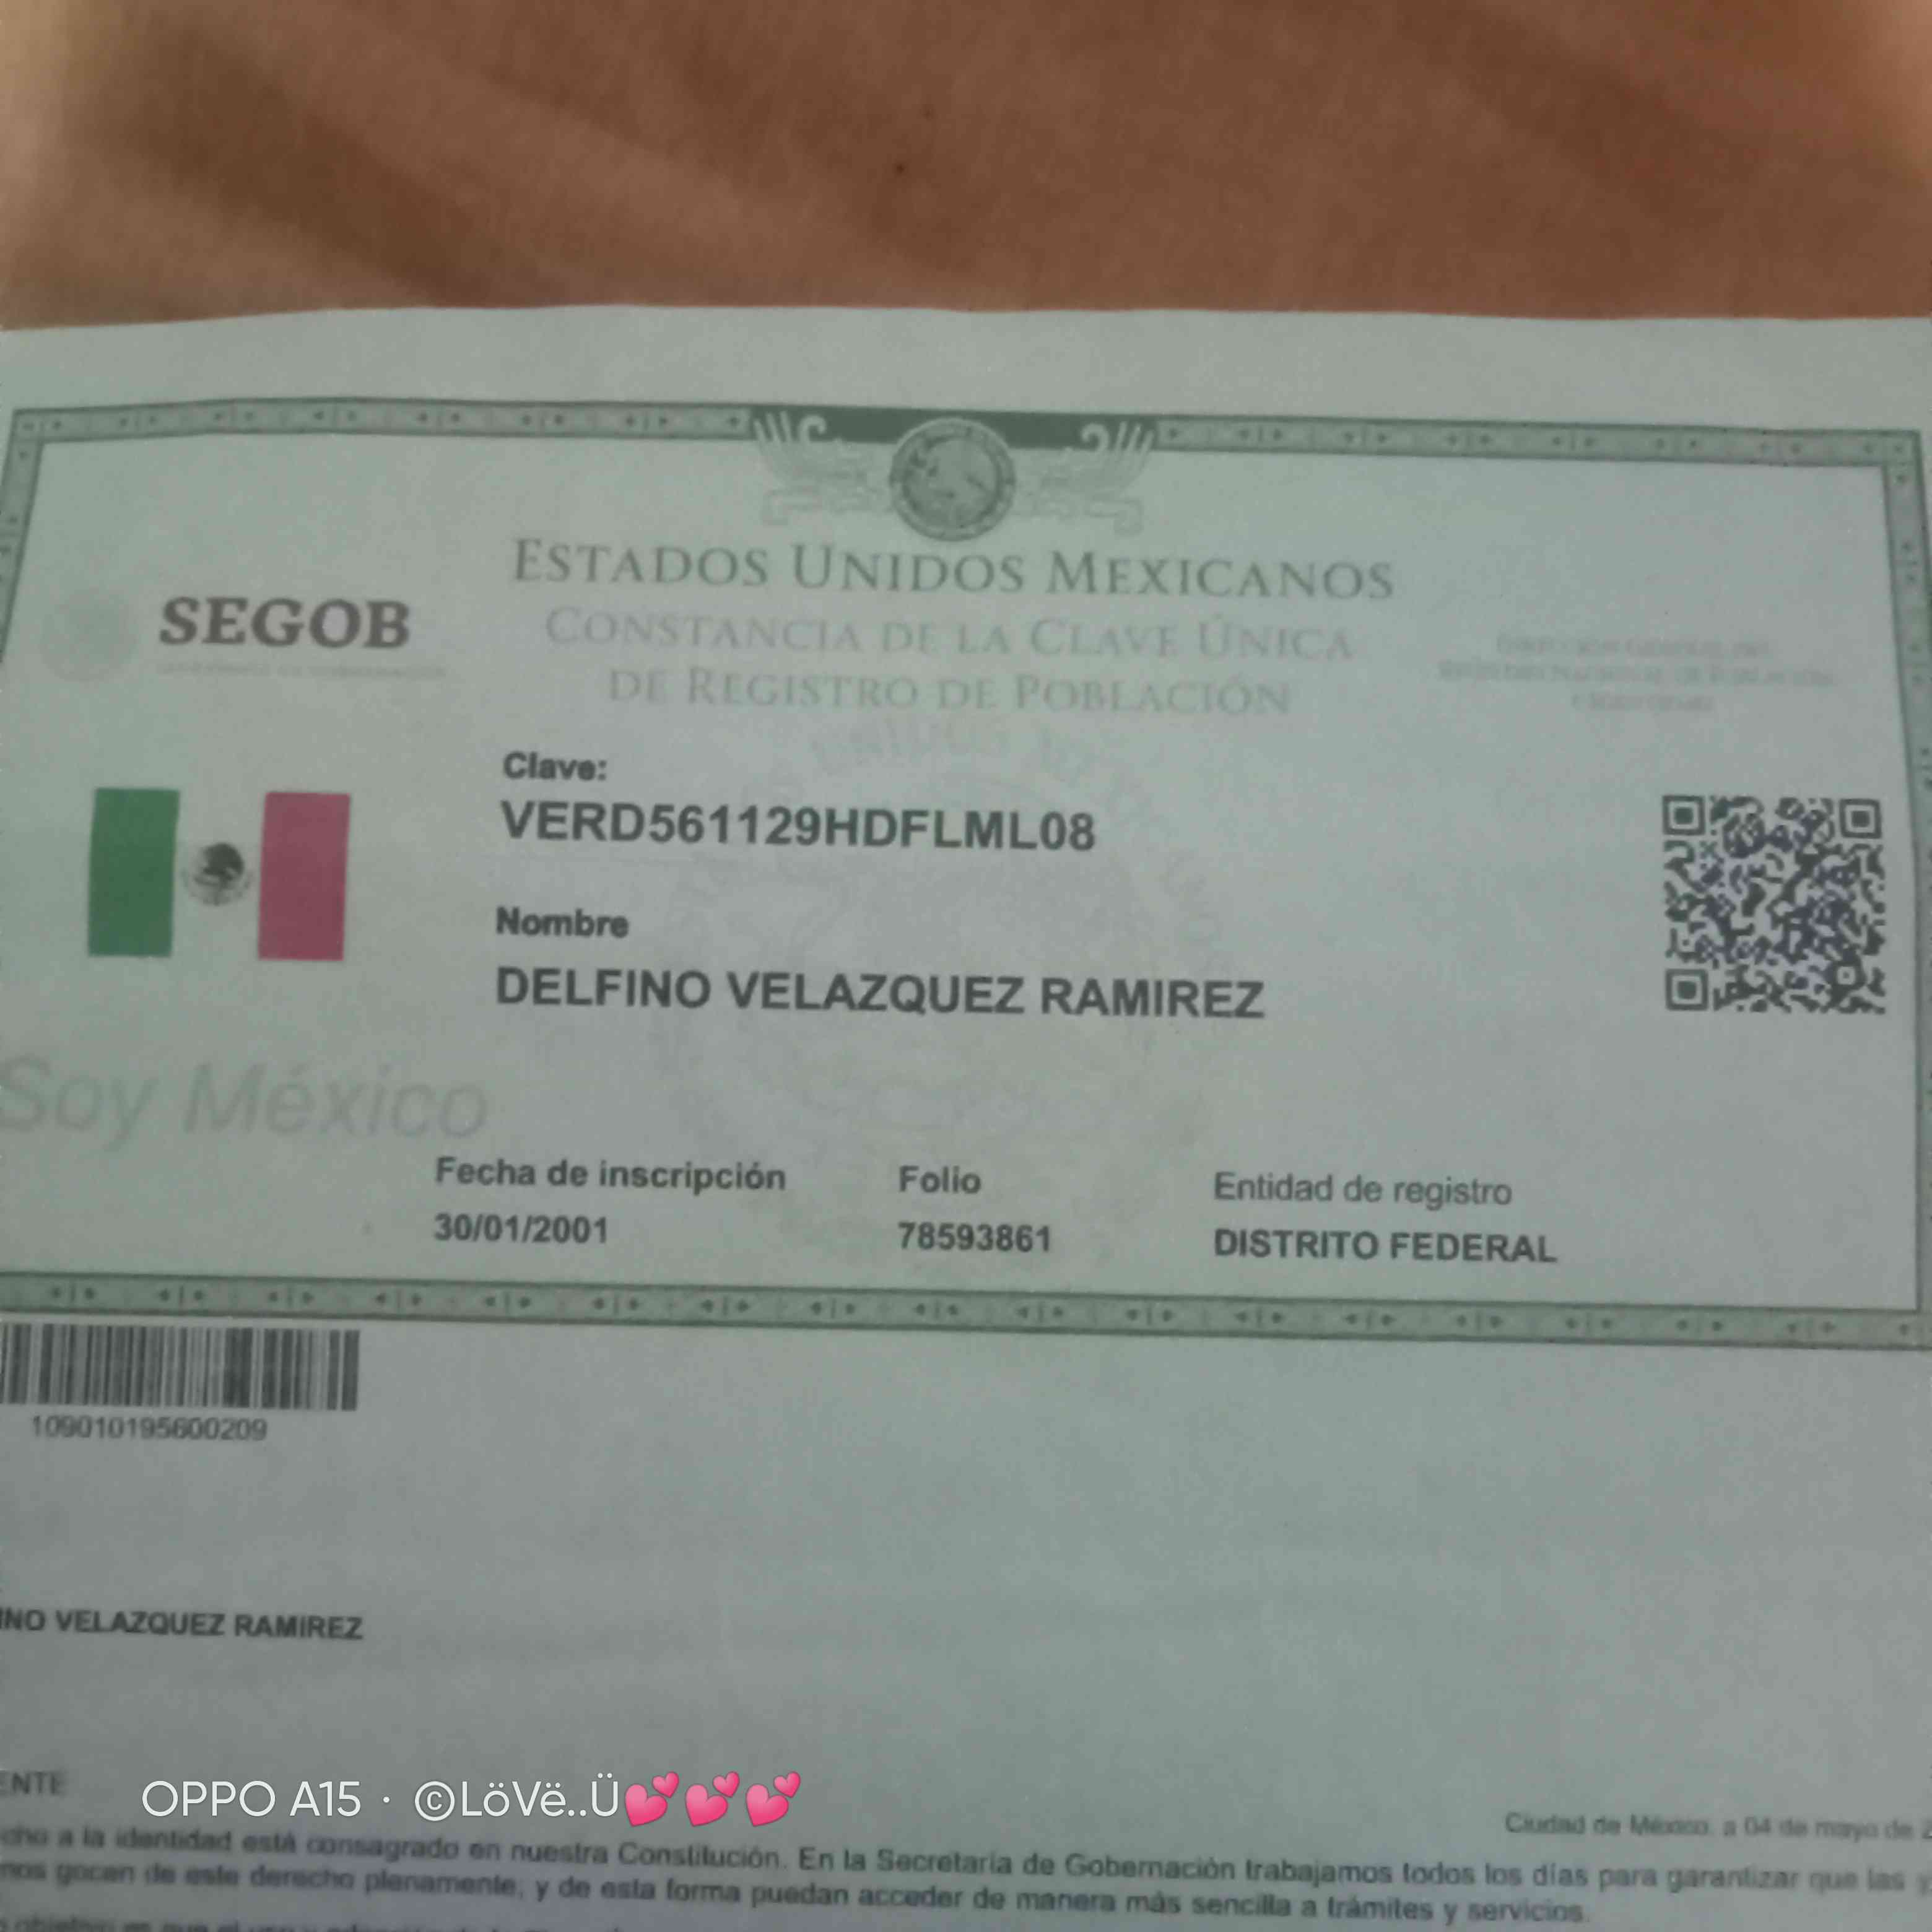 ESTADOS UNIDOS MEXICANOS
SEGOB
CONSTANCIA DE LA CLAVE ÚNICA
DE REGISTRO DE POBLACIÓN
Clave:
VERD561129HDFLML08
Nombre
DELFINO VELAZQUEZ RAMIREZ
Soy México
Fecha de inscripción
Folio
Entidad de registro
30/01/2001
78593861
DISTRITO FEDERAL
109010195600209
INO VELAZQUEZ RAMIREZ
ENTE
OPPO A15 · ©LöVë..Ü💕💕💕
Ciudad de México, a 04 de mayo de
cho a la identidad está consagrado en nuestra Constitución. En la Secretaría de Gobernación trabajamos todos los días para garantizar que las y
nos gocen de este derecho plenamente; y de esta forma puedan acceder de manera más sencilla a trámites y servicios.